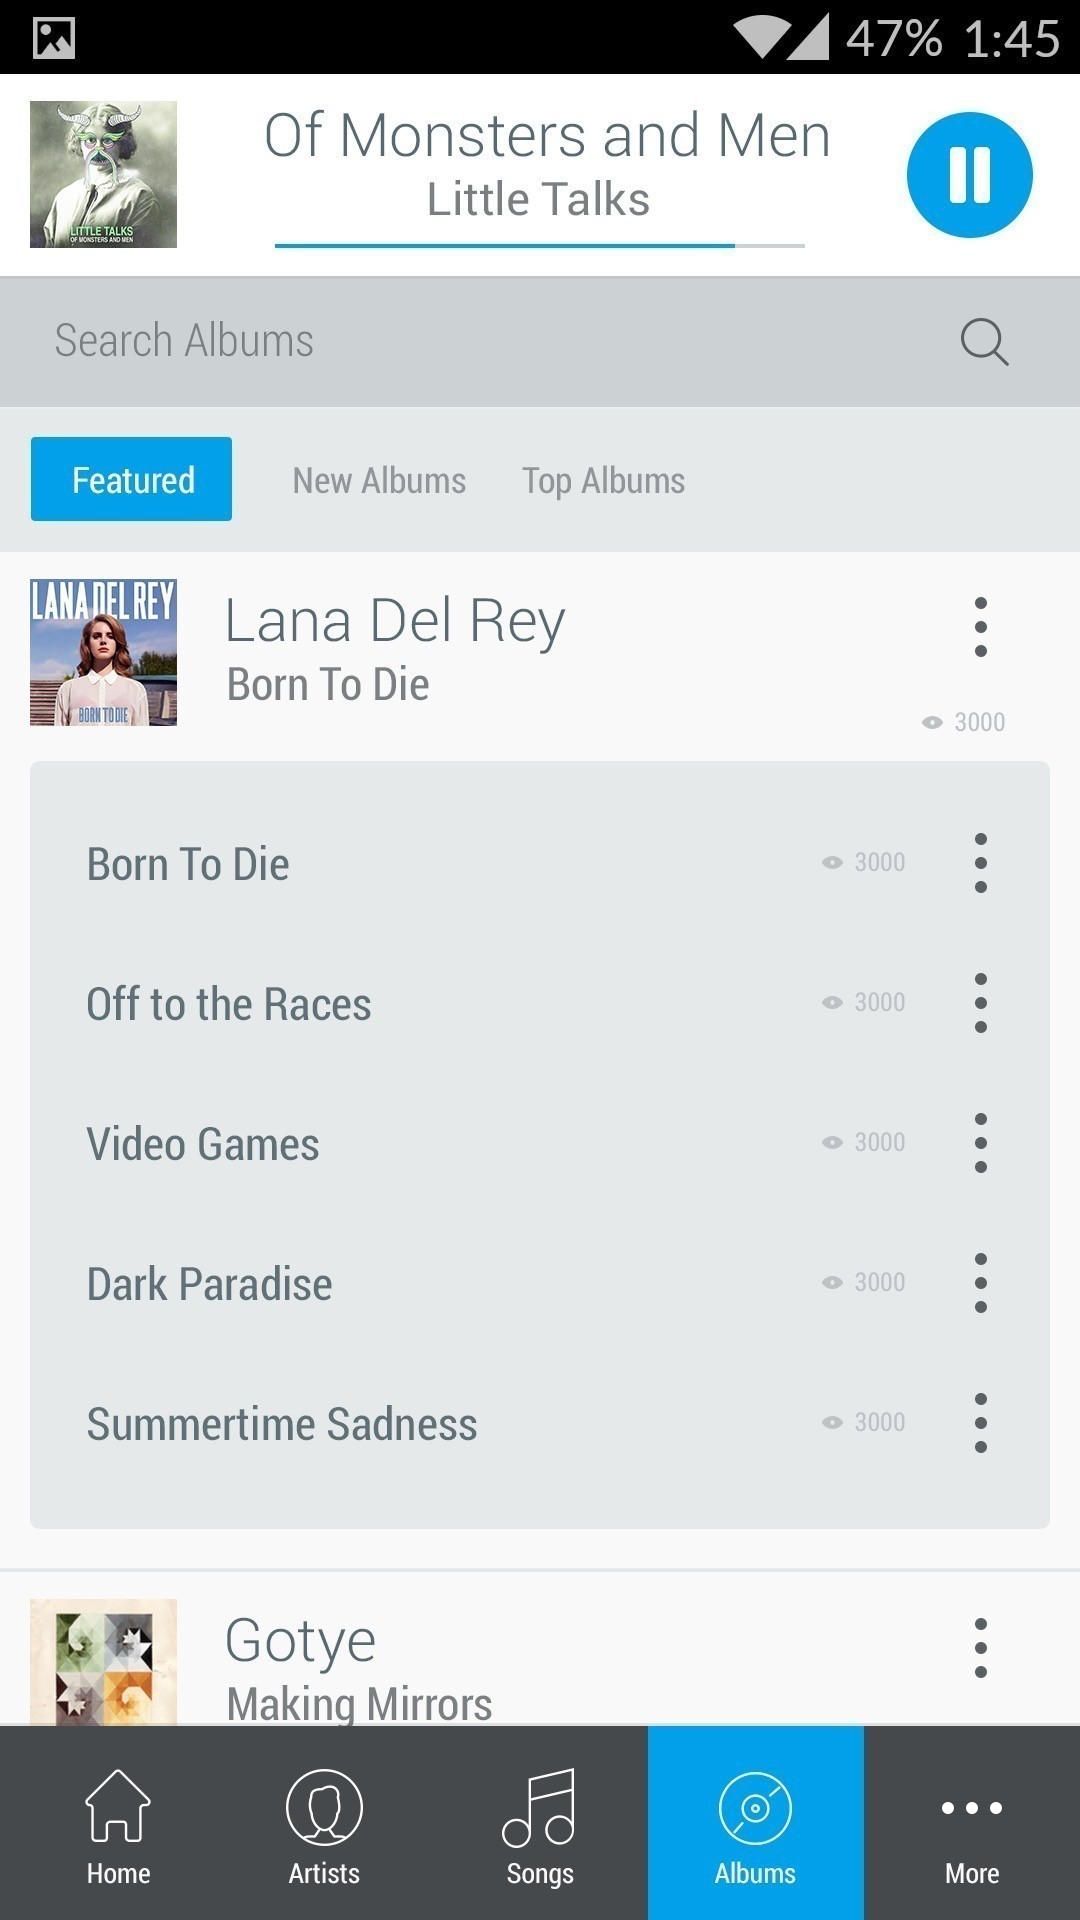 47% 1:45
Of Monsters and Men
Little Talks
LITTLE TALKS
OF MONSTERS AND MEN
Search Albums
Featured New Albums Top Albums
LANA DEL REY
BORN TO DIE
Lana Del Rey
Born To Die
3000
Born To Die 3000
Off to the Races 3000
Video Games 3000
Dark Paradise 3000
Summertime Sadness 3000
Gotye
Making Mirrors
Home Artists Songs Albums More